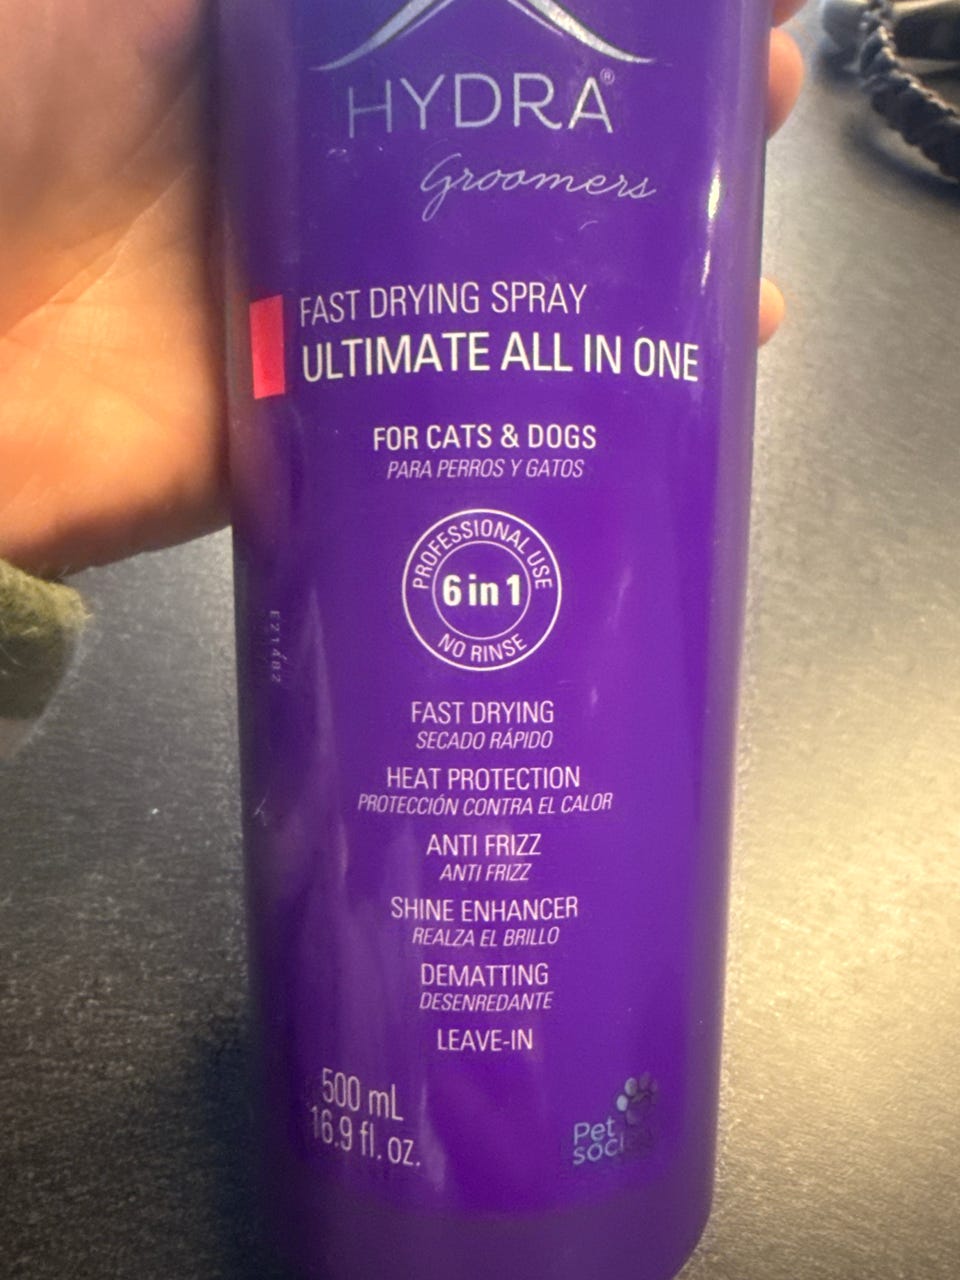 HYDRA®
Groomers
FAST DRYING SPRAY
ULTIMATE ALL IN ONE
FOR CATS & DOGS
PARA PERROS Y GATOS
PROFESSIONAL USE
6 in 1
NO RINSE
E21482
FAST DRYING
SECADO RÁPIDO
HEAT PROTECTION
PROTECCIÓN CONTRA EL CALOR
ANTI FRIZZ
ANTI FRIZZ
SHINE ENHANCER
REALZA EL BRILLO
DEMATTING
DESENREDANTE
LEAVE-IN
500 mL
16.9 fl. oz.
Pet